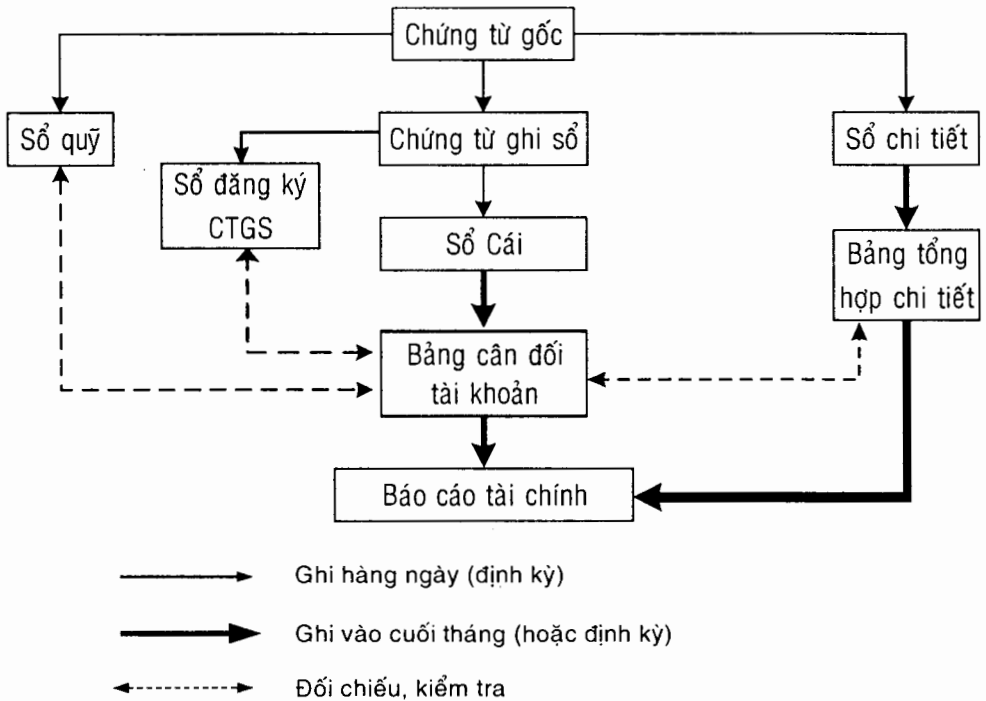 Chứng từ gốc
Sổ quỹ
Chứng từ ghi sổ
Sổ chi tiết
Sổ đăng ký
CTGS
Sổ Cái
Bảng tổng
hợp chi tiết
Bảng cân đối
tài khoản
Báo cáo tài chính
Ghi hàng ngày (định kỳ)
Ghi vào cuối tháng (hoặc định kỳ)
Đối chiếu, kiểm tra